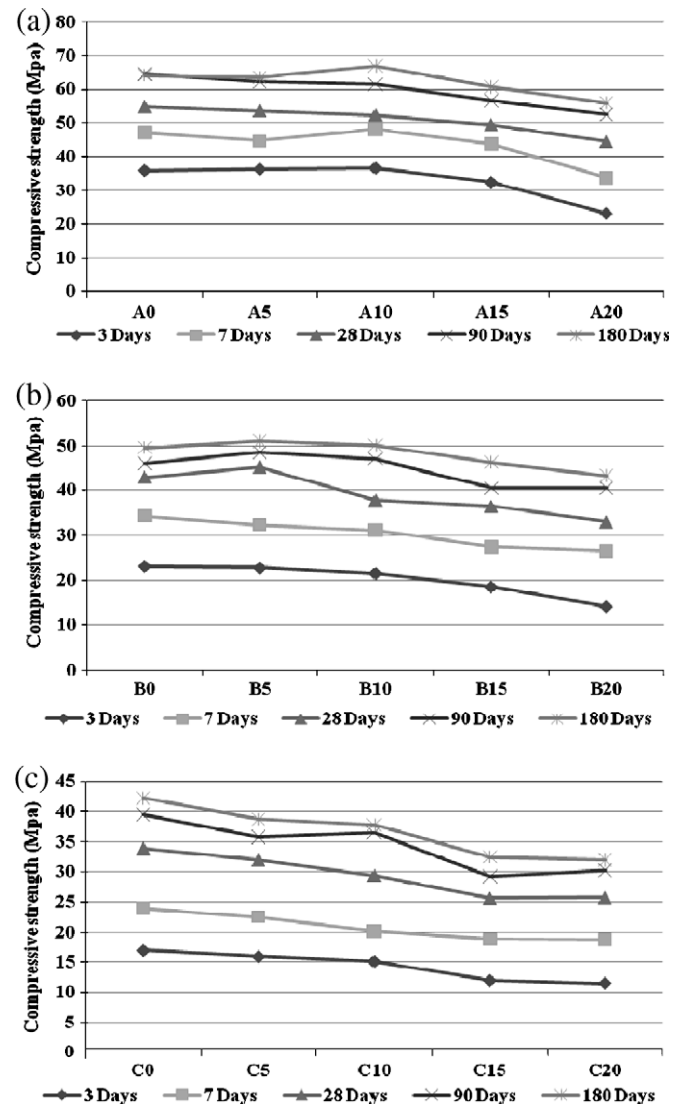 (a)
Compressive strength (Mpa)
80
70
60
50
40
30
20
10
0
A0 A5 A10 A15 A20
3 Days 7 Days 28 Days 90 Days 180 Days
(b)
Compressive strength (Mpa)
60
50
40
30
20
10
0
B0 B5 B10 B15 B20
3 Days 7 Days 28 Days 90 Days 180 Days
(c)
Compressive strength (Mpa)
45
40
35
30
25
20
15
10
5
0
C0 C5 C10 C15 C20
3 Days 7 Days 28 Days 90 Days 180 Days